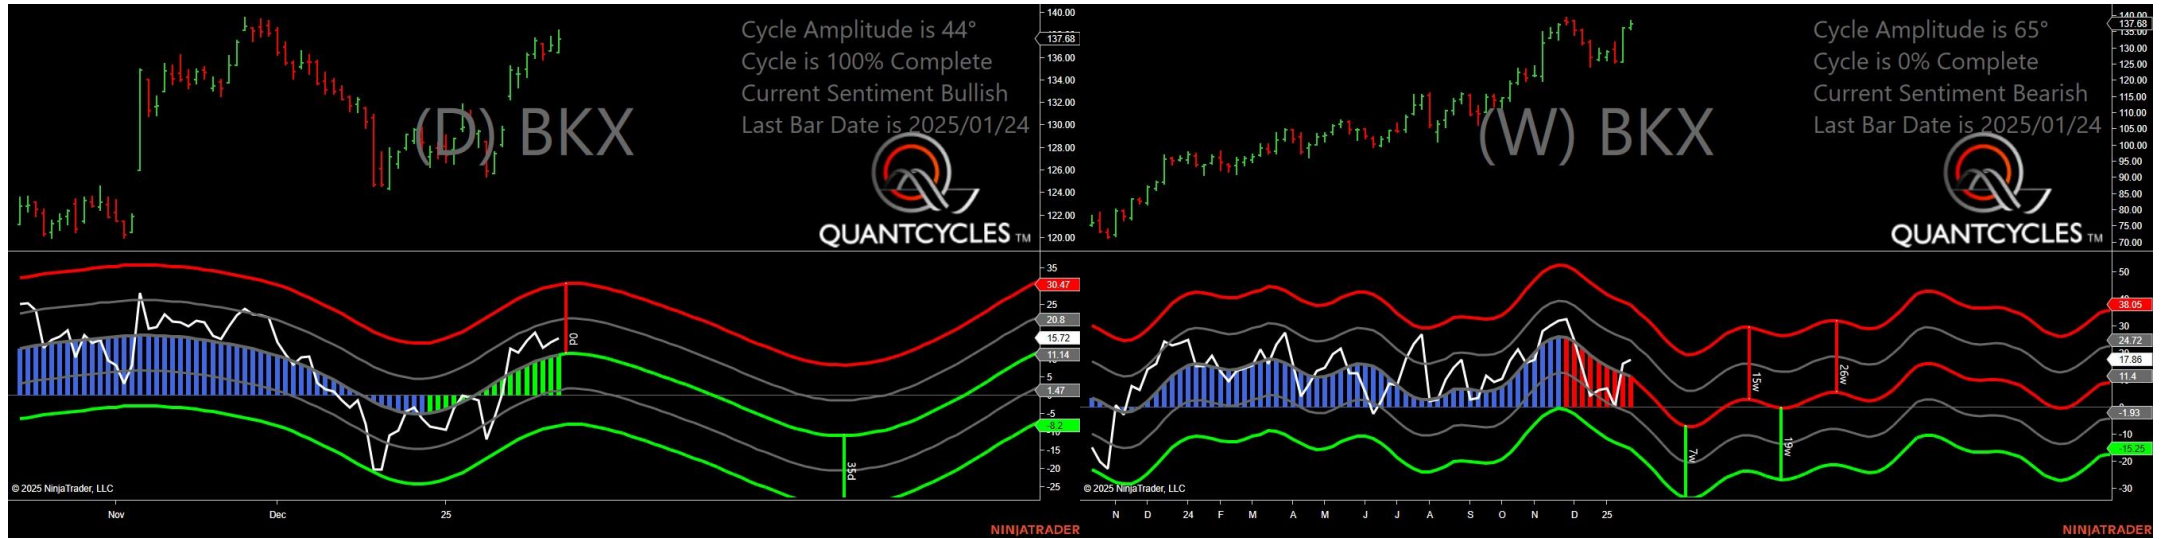 Cycle Amplitude is 44°
Cycle is 100% Complete
Current Sentiment Bullish
Last Bar Date is 2025/01/24
(D) BKX
QUANTCYCLES TM
140.00
137.68
136.00
134.00
132.00
130.00
128.00
126.00
124.00
122.00
120.00
35
30.47
25
20.8
15.72
11.14
5
1.47
-5
-8.2
-15
-20
-25
0d
35d
© 2025 NinjaTrader, LLC
Nov Dec 25
NINJATRADER
Cycle Amplitude is 65°
Cycle is 0% Complete
Current Sentiment Bearish
Last Bar Date is 2025/01/24
(W) BKX
QUANTCYCLES TM
140.00
137.68
135.00
130.00
125.00
120.00
115.00
110.00
105.00
100.00
95.00
90.00
85.00
80.00
75.00
70.00
50
38.05
30
24.72
17.86
11.4
-1.93
-10
-15.25
-20
-30
7w
15w
19w
26w
© 2025 NinjaTrader, LLC
N D 24 F M A M J J A S O N D 25
NINJATRADER